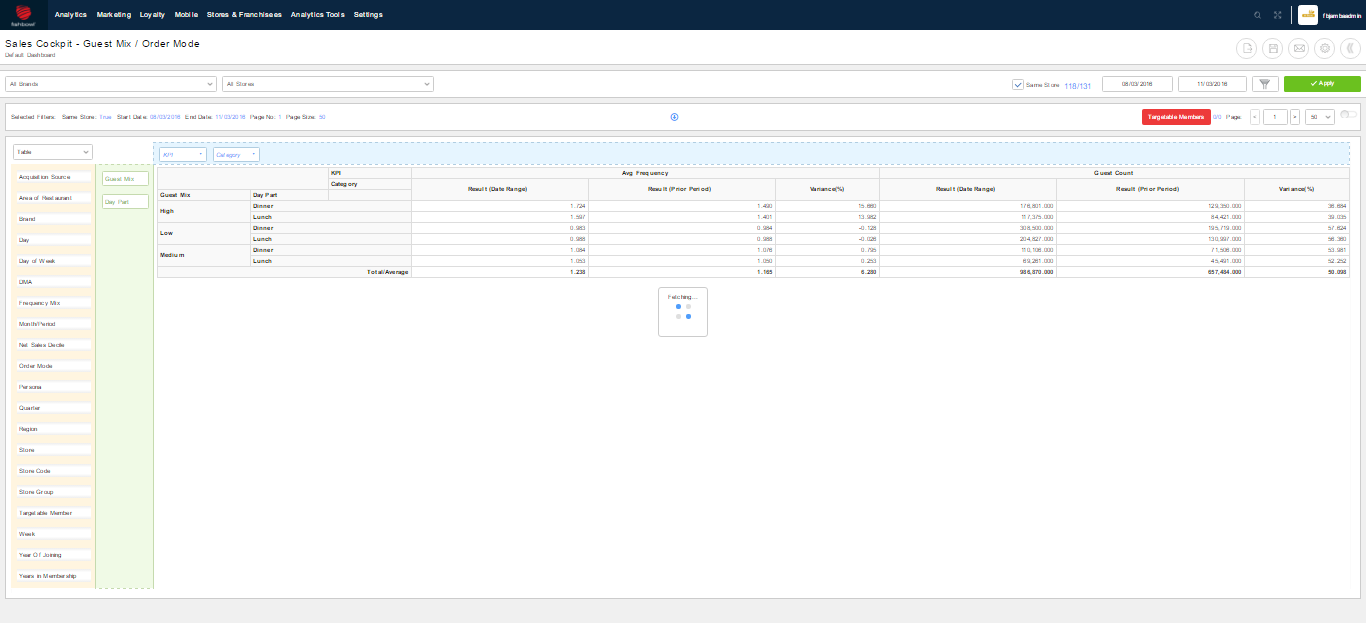 fishbowl
Analytics Marketing Loyalty Mobile Stores & Franchisees Analytics Tools Settings
fbjambaadmin
Sales Cockpit - Guest Mix / Order Mode
Default Dashboard
All Brands All Stores Same Store 118/131 08/03/2016 11/03/2016 Apply
Selected Filters: Same Store: true Start Date: 08/03/2016 End Date: 11/03/2016 Page No.: 1 Page Size: 50
Targetable Members 0/0 Page: 1 50
Table
KPI Category
Acquisition Source
Area of Restaurant
Brand
Day
Day of Week
DMA
Frequency Mix
Month/Period
Net Sales Decile
Order Mode
Persona
Quarter
Region
Store
Store Code
Store Group
Targetable Member
Week
Year Of Joining
Years in Membership
Guest Mix
Day Part
KPI Avg Frequency Guest Count
Category Result (Date Range) Result (Prior Period) Variance(%) Result (Date Range) Result (Prior Period) Variance(%)
Guest Mix Day Part
High Dinner 1.724 1.490 15.660 176,801.000 129,350.000 36.684
Lunch 1.597 1.401 13.982 117,375.000 84,421.000 39.035
Low Dinner 0.983 0.984 -0.128 308,500.000 195,719.000 57.624
Lunch 0.988 0.988 -0.026 204,827.000 130,997.000 56.360
Medium Dinner 1.084 1.076 0.795 110,106.000 71,506.000 53.981
Lunch 1.053 1.050 0.253 69,261.000 45,491.000 52.252
Total/Average 1.238 1.165 6.280 986,870.000 657,484.000 50.098
Fetching...